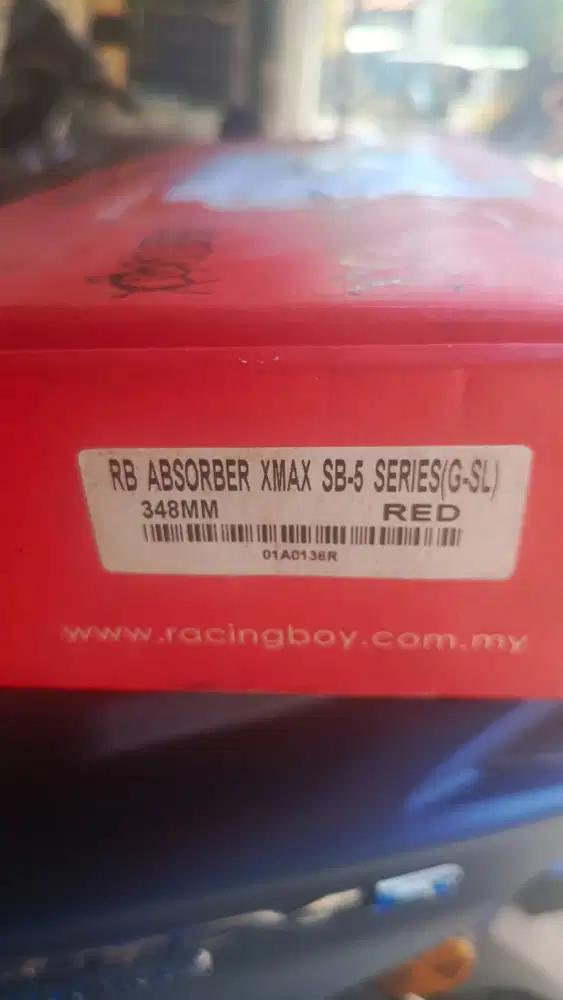 RB ABSORBER XMAX SB-5 SERIES(G-SL)
348MM RED
01A0136R
www.racingboy.com.my